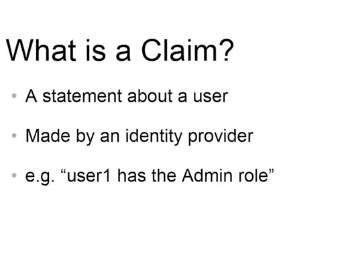 What is a Claim?
• A statement about a user
• Made by an identity provider
• e.g. “user1 has the Admin role”